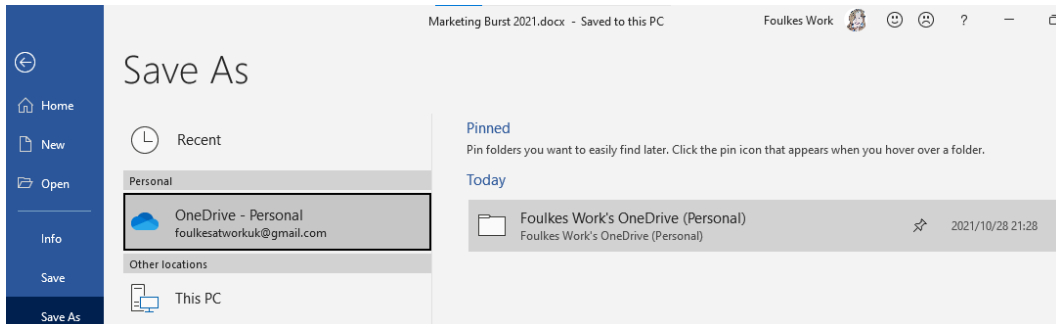 Marketing Burst 2021.docx - Saved to this PC
Foulkes Work
?
Save As
Home
New
Open
Info
Save
Save As
Recent
Personal
OneDrive - Personal
foulkesatworkuk@gmail.com
Other locations
This PC
Pinned
Pin folders you want to easily find later. Click the pin icon that appears when you hover over a folder.
Today
Foulkes Work's OneDrive (Personal)
Foulkes Work's OneDrive (Personal)
2021/10/28 21:28